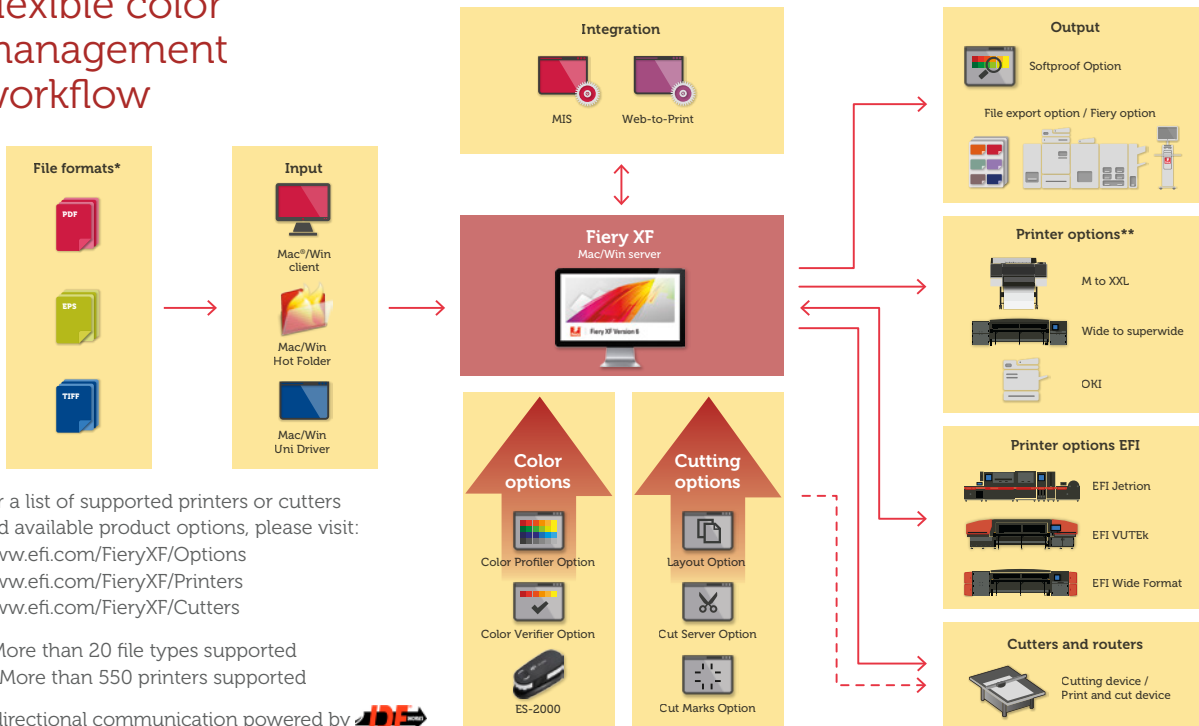 flexible color
management
workflow
File formats*
PDF
EPS
TIFF
Input
Mac®/Win
client
Mac/Win
Hot Folder
Mac/Win
Uni Driver
Integration
MIS
Web-to-Print
Fiery XF
Mac/Win server
Fiery XF Version 6
Color
options
Color Profiler Option
Color Verifier Option
ES-2000
Cutting
options
Layout Option
Cut Server Option
Cut Marks Option
Output
Softproof Option
File export option / Fiery option
Printer options**
M to XXL
Wide to superwide
OKI
Printer options EFI
EFI Jetrion
EFI VUTEk
EFI Wide Format
Cutters and routers
Cutting device /
Print and cut device
r a list of supported printers or cutters
d available product options, please visit:
ww.efi.com/FieryXF/Options
ww.efi.com/FieryXF/Printers
ww.efi.com/FieryXF/Cutters
More than 20 file types supported
More than 550 printers supported
directional communication powered by JDF